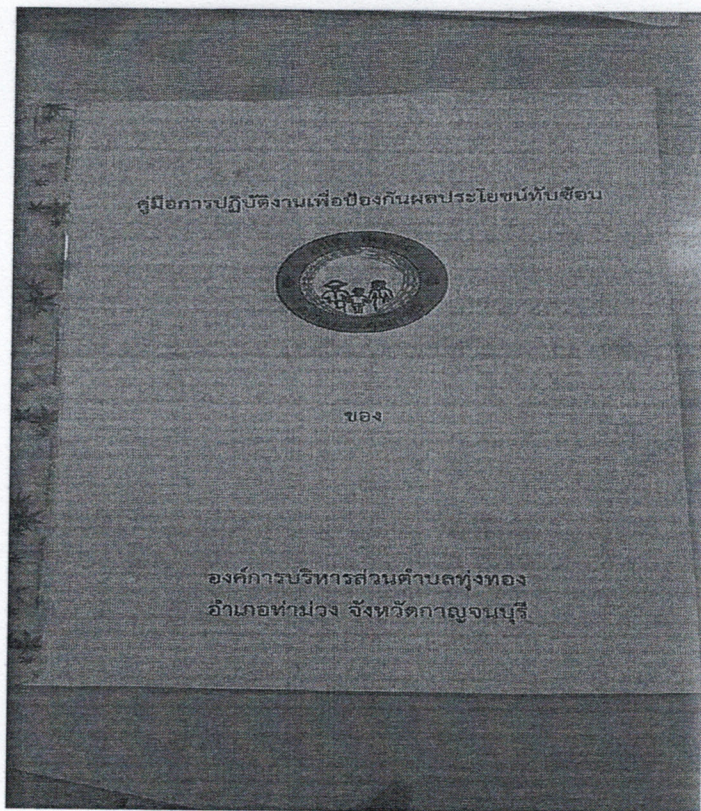 คู่มือการปฏิบัติงานเพื่อป้องกันผลประโยชน์ทับซ้อน
ของ
องค์การบริหารส่วนตำบลทุ่งทอง
อำเภอท่าม่วง จังหวัดกาญจนบุรี